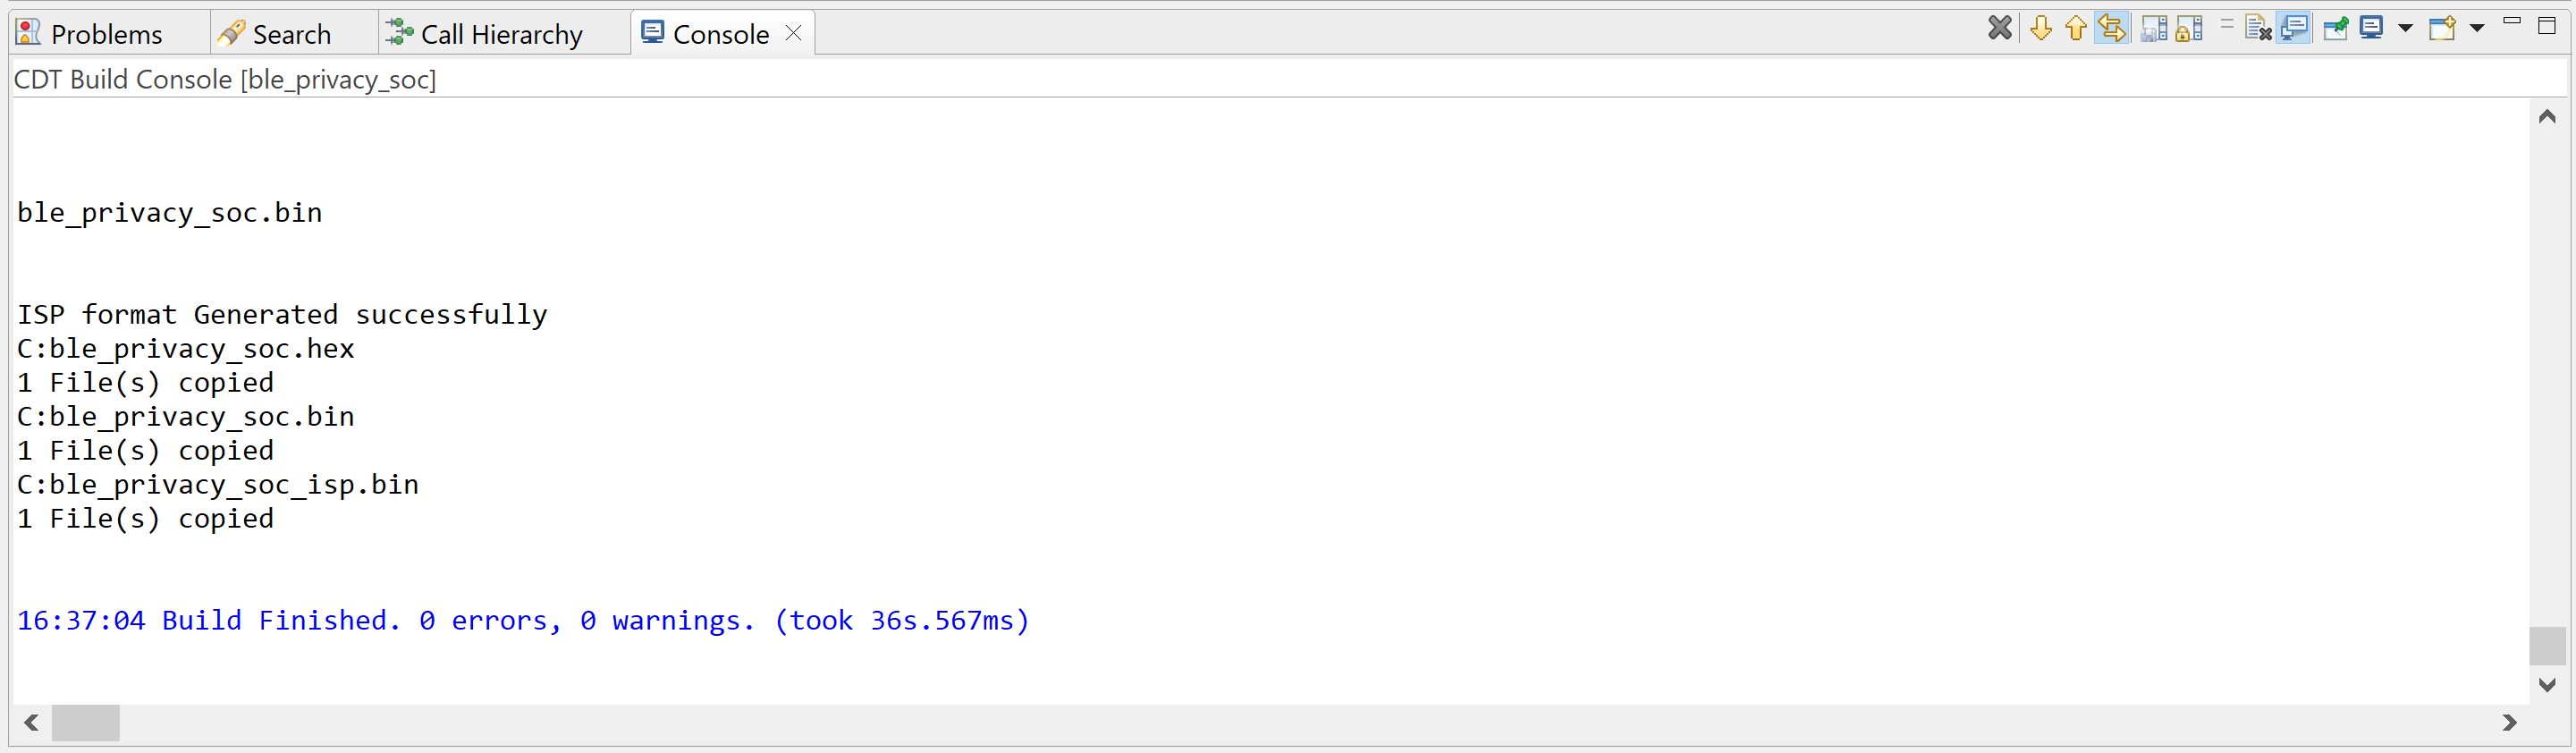 Problems Search Call Hierarchy Console
CDT Build Console [ble_privacy_soc]
ble_privacy_soc.bin
ISP format Generated successfully
C:ble_privacy_soc.hex
1 File(s) copied
C:ble_privacy_soc.bin
1 File(s) copied
C:ble_privacy_soc_isp.bin
1 File(s) copied
16:37:04 Build Finished. 0 errors, 0 warnings. (took 36s.567ms)